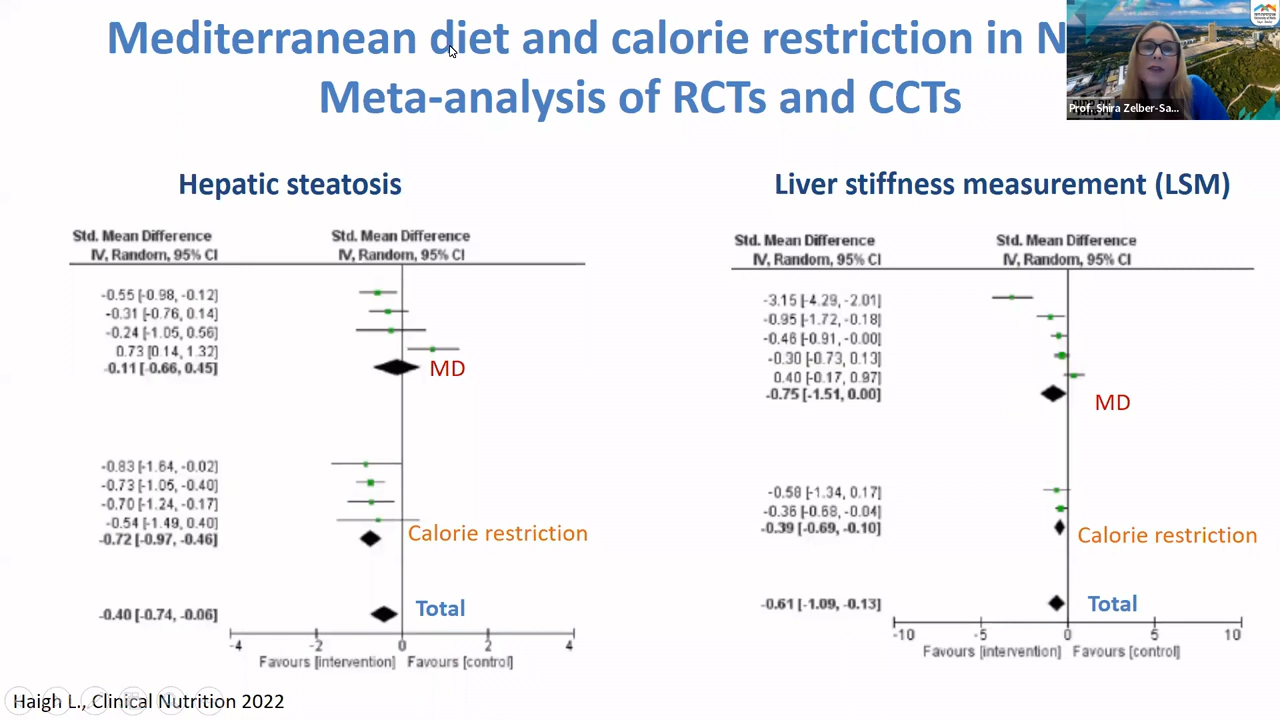 Mediterranean diet and calorie restriction in N
Meta-analysis of RCTs and CCTs
Prof. Shira Zelber-Sa...
Hepatic steatosis
Std. Mean Difference
IV, Random, 95% CI
Std. Mean Difference
IV, Random, 95% CI
-0.55 [-0.98, -0.12]
-0.31 [-0.76, 0.14]
-0.24 [-1.05, 0.56]
0.73 [0.14, 1.32]
-0.11 [-0.66, 0.45]
MD
-0.83 [-1.64, -0.02]
-0.73 [-1.05, -0.40]
-0.70 [-1.24, -0.17]
-0.54 [-1.49, 0.40]
-0.72 [-0.97, -0.46]
Calorie restriction
-0.40 [-0.74, -0.06]
Total
-4 -2 0 2 4
Favours [intervention] Favours [control]
Liver stiffness measurement (LSM)
Std. Mean Difference
IV, Random, 95% CI
Std. Mean Difference
IV, Random, 95% CI
-3.15 [-4.29, -2.01]
-0.95 [-1.72, -0.18]
-0.46 [-0.91, -0.00]
-0.30 [-0.73, 0.13]
0.40 [-0.17, 0.97]
-0.75 [-1.51, 0.00]
MD
-0.58 [-1.34, 0.17]
-0.36 [-0.68, -0.04]
-0.39 [-0.69, -0.10]
Calorie restriction
-0.61 [-1.09, -0.13]
Total
-10 -5 0 5 10
Favours [intervention] Favours [control]
Haigh L., Clinical Nutrition 2022